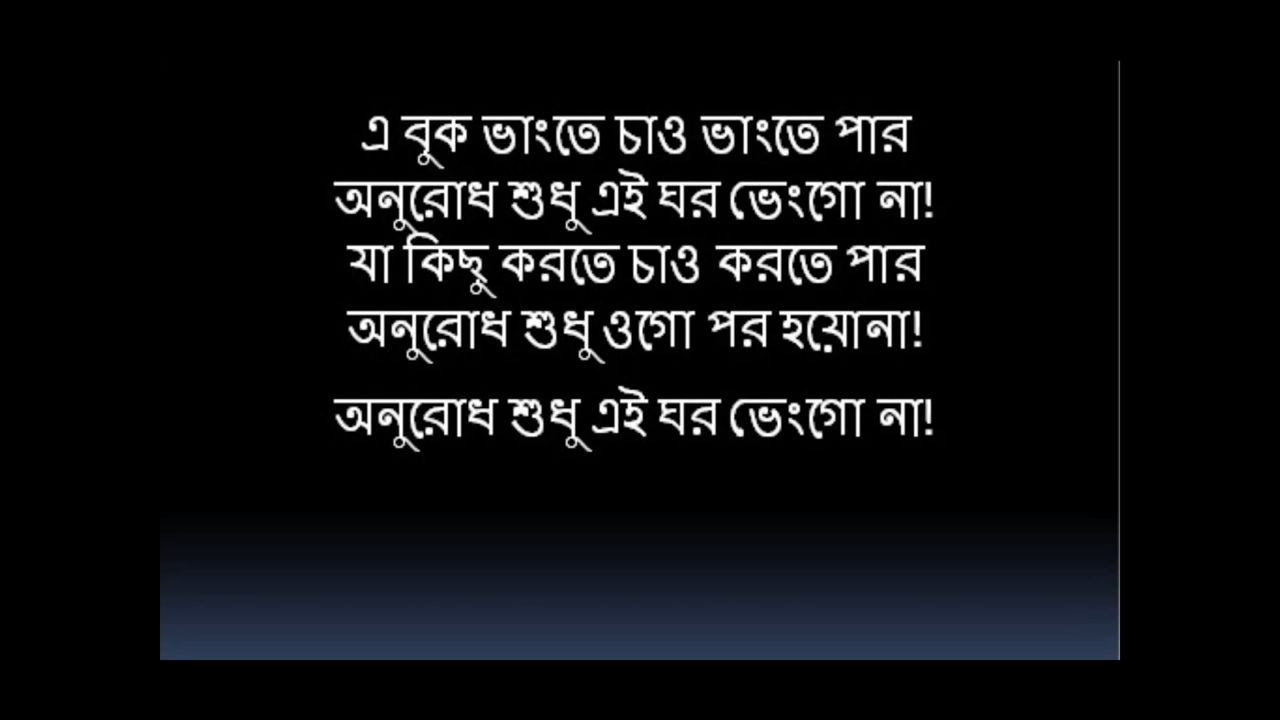 এ বুক ভাংতে চাও ভাংতে পার
অনুরোধ শুধু এই ঘর ভেংগো না!
যা কিছু করতে চাও করতে পার
অনুরোধ শুধু ওগো পর হয়োনা!
অনুরোধ শুধু এই ঘর ভেংগো না!